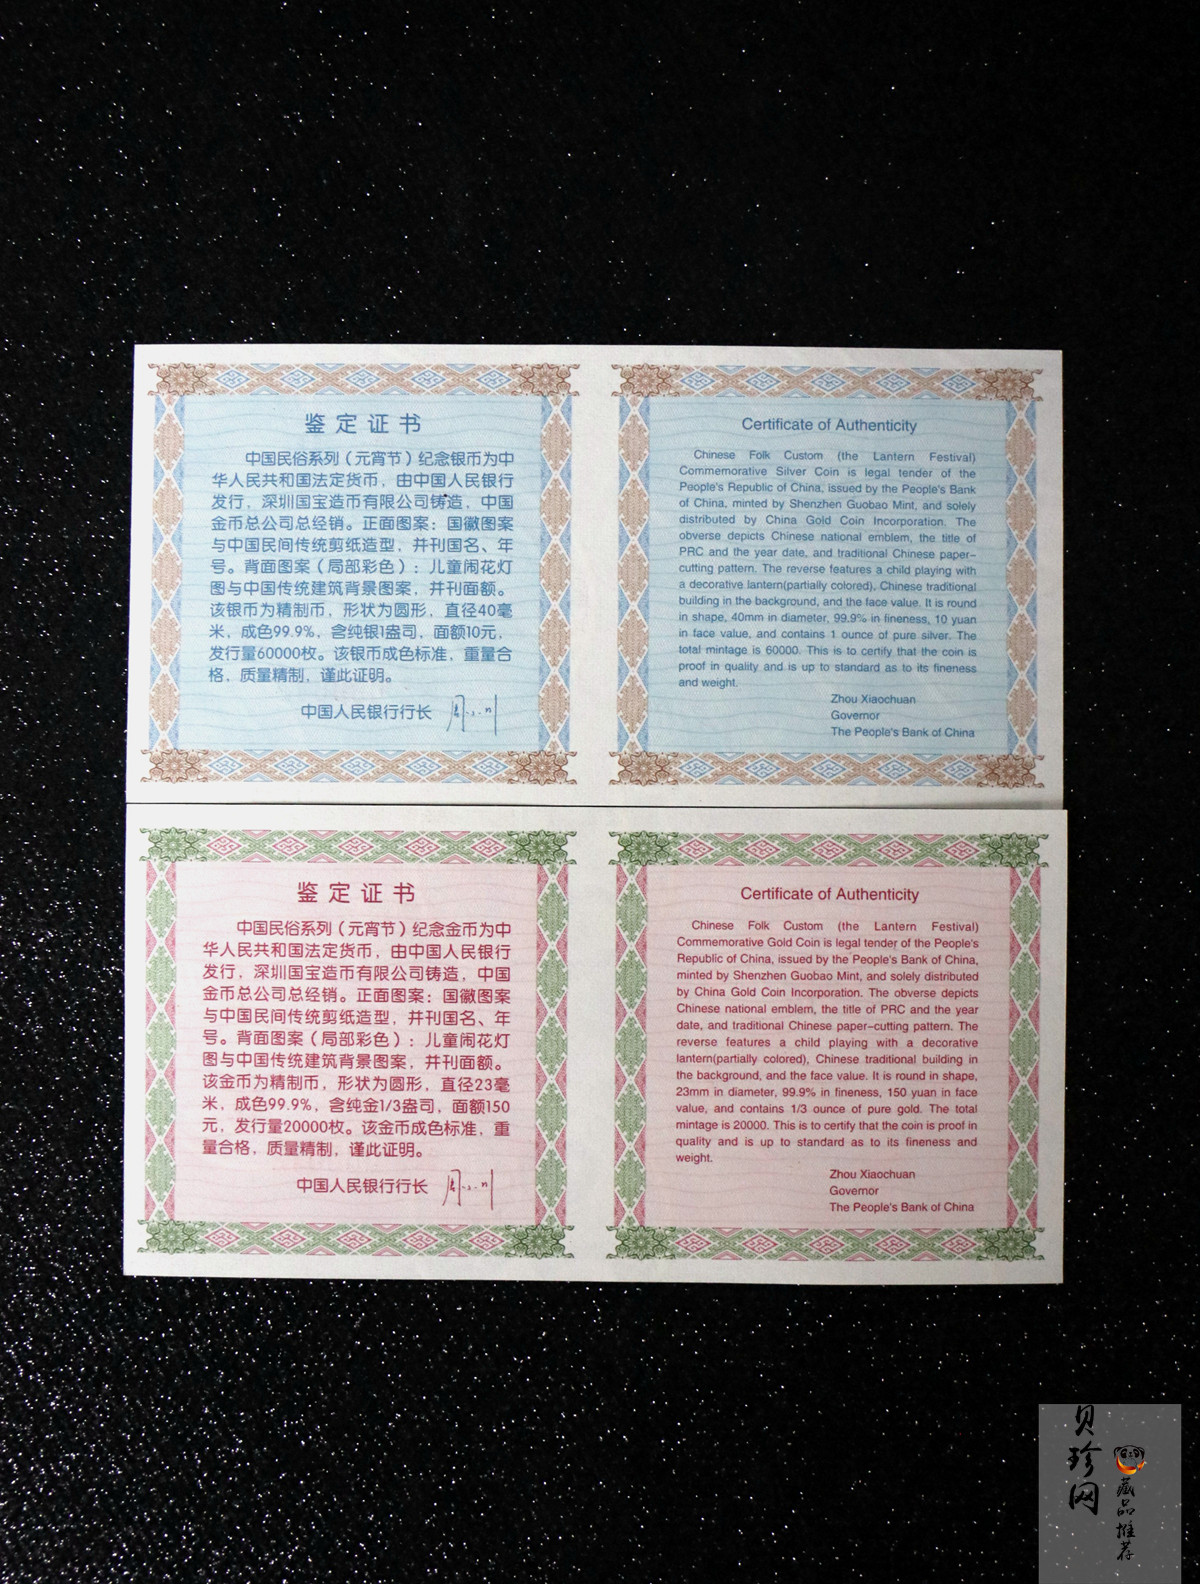 鉴定证书
中国民俗系列（元宵节）纪念银币为中
华人民共和国法定货币，由中国人民银行
发行，深圳国宝造币有限公司铸造，中国
金币总公司总经销。正面图案：国徽图案
与中国民间传统剪纸造型，并刊国名、年
号。背面图案（局部彩色）：儿童闹花灯
图与中国传统建筑背景图案，并刊面额。
该银币为精制币，形状为圆形，直径40毫
米，成色99.9%，含纯银1盎司，面额10元，
发行量60000枚。该银币成色标准，重量合
格，质量精制，谨此证明。
中国人民银行行长
Certificate of Authenticity
Chinese Folk Custom (the Lantern Festival)
Commemorative Silver Coin is legal tender of the
People's Republic of China, issued by the People's Bank
of China, minted by Shenzhen Guobao Mint, and solely
distributed by China Gold Coin Incorporation. The
obverse depicts Chinese national emblem, the title of
PRC and the year date, and traditional Chinese paper-
cutting pattern. The reverse features a child playing with
a decorative lantern(partially colored), Chinese traditional
building in the background, and the face value. It is round
in shape, 40mm in diameter, 99.9% in fineness, 10 yuan
in face value, and contains 1 ounce of pure silver. The
total mintage is 60000. This is to certify that the coin is
proof in quality and is up to standard as to its fineness
and weight.
Zhou Xiaochuan
Governor
The People's Bank of China
鉴定证书
中国民俗系列（元宵节）纪念金币为中
华人民共和国法定货币，由中国人民银行
发行，深圳国宝造币有限公司铸造，中国
金币总公司总经销。正面图案：国徽图案
与中国民间传统剪纸造型，并刊国名、年
号。背面图案（局部彩色）：儿童闹花灯
图与中国传统建筑背景图案，并刊面额。
该金币为精制币，形状为圆形，直径23毫
米，成色99.9%，含纯金1/3盎司，面额150
元，发行量20000枚。该金币成色标准，重
量合格，质量精制，谨此证明。
中国人民银行行长
Certificate of Authenticity
Chinese Folk Custom (the Lantern Festival)
Commemorative Gold Coin is legal tender of the People's
Republic of China, issued by the People's Bank of China,
minted by Shenzhen Guobao Mint, and solely distributed
by China Gold Coin Incorporation. The obverse depicts
Chinese national emblem, the title of PRC and the year
date, and traditional Chinese paper-cutting pattern. The
reverse features a child playing with a decorative
lantern(partially colored), Chinese traditional building in
the background, and the face value. It is round in shape,
23mm in diameter, 99.9% in fineness, 150 yuan in face
value, and contains 1/3 ounce of pure gold. The total
mintage is 20000. This is to certify that the coin is proof in
quality and is up to standard as to its fineness and
weight.
Zhou Xiaochuan
Governor
The People's Bank of China
贝珍网
藏品推荐